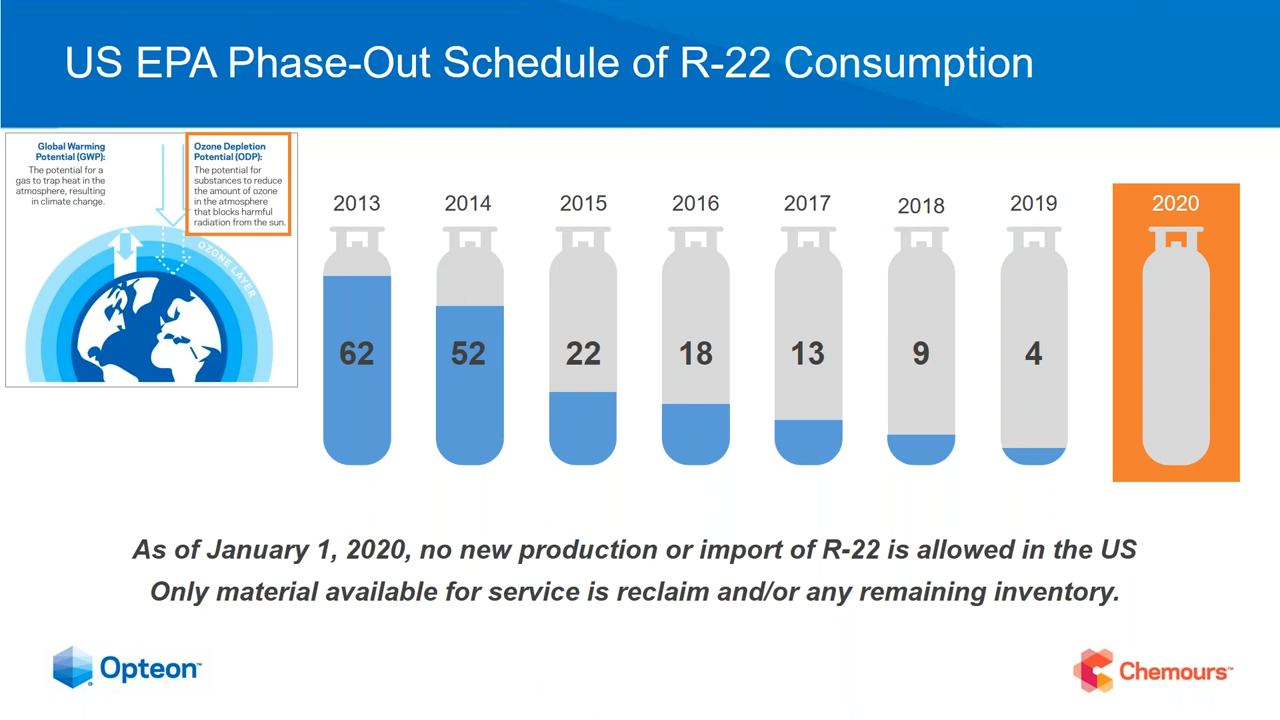 US EPA Phase-Out Schedule of R-22 Consumption
Global Warming
Potential (GWP):
The potential for a
gas to trap heat in the
atmosphere, resulting
in climate change.
Ozone Depletion
Potential (ODP):
The potential for
substances to reduce
the amount of ozone
in the atmosphere
that blocks harmful
radiation from the sun.
OZONE LAYER
2013
2014
2015
2016
2017
2018
2019
2020
62
52
22
18
13
9
4
As of January 1, 2020, no new production or import of R-22 is allowed in the US
Only material available for service is reclaim and/or any remaining inventory.
Opteon™
Chemours™